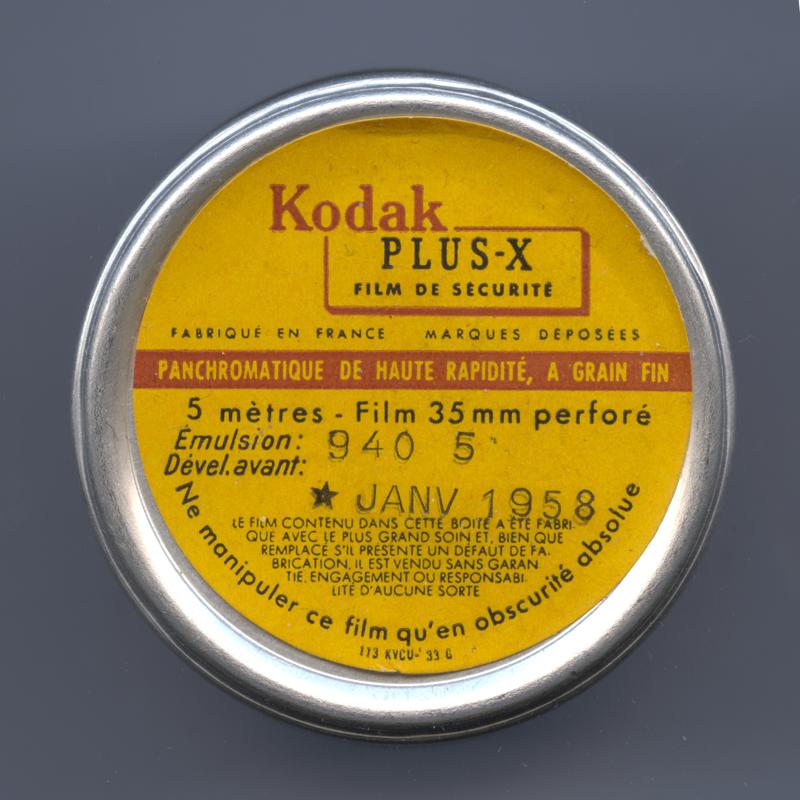 Kodak
PLUS-X
FILM DE SÉCURITÉ
FABRIQUÉ EN FRANCE MARQUES DÉPOSÉES
PANCHROMATIQUE DE HAUTE RAPIDITÉ, A GRAIN FIN
5 mètres - Film 35mm perforé
Émulsion: 940 5
Dével. avant:
★ JANV 1958
LE FILM CONTENU DANS CETTE BOITE A ÉTÉ FABRI-
QUÉ AVEC LE PLUS GRAND SOIN ET, BIEN QUE
REMPLACÉ S'IL PRÉSENTE UN DÉFAUT DE FA-
BRICATION, IL EST VENDU SANS GARAN
TIE, ENGAGEMENT OU RESPONSABI
LITÉ D'AUCUNE SORTE
Ne manipuler ce film qu'en obscurité absolue